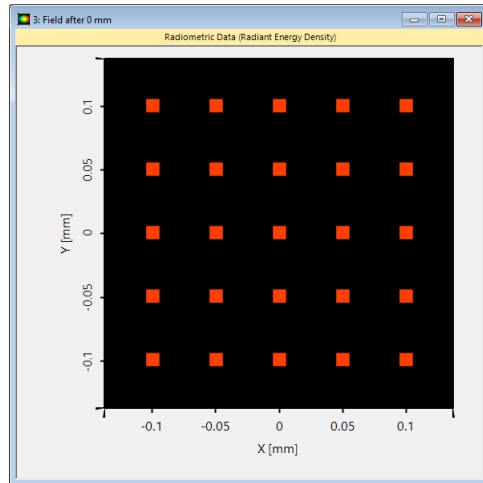 3: Field after 0 mm
Radiometric Data (Radiant Energy Density)
0.1
0.05
0
-0.05
-0.1
Y [mm]
-0.1 -0.05 0 0.05 0.1
X [mm]